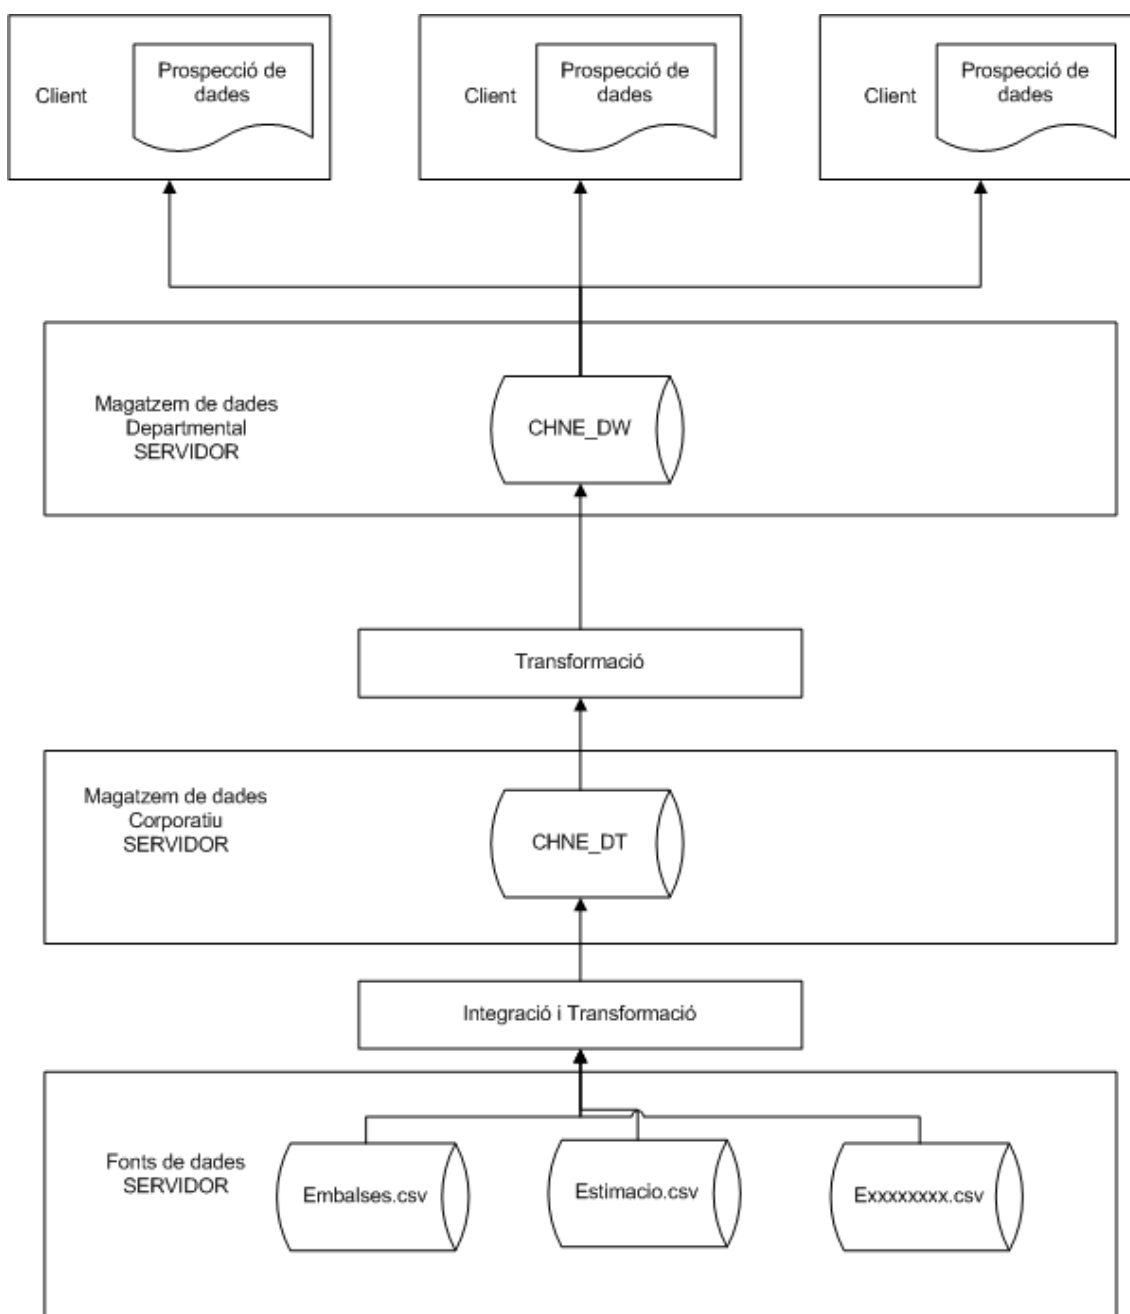 Client
Prospecció de
dades
Client
Prospecció de
dades
Client
Prospecció de
dades
Magatzem de dades
Departmental
SERVIDOR
CHNE_DW
Transformació
Magatzem de dades
Corporatiu
SERVIDOR
CHNE_DT
Integració i Transformació
Fonts de dades
SERVIDOR
Embalses.csv
Estimacio.csv
Exxxxxxxx.csv